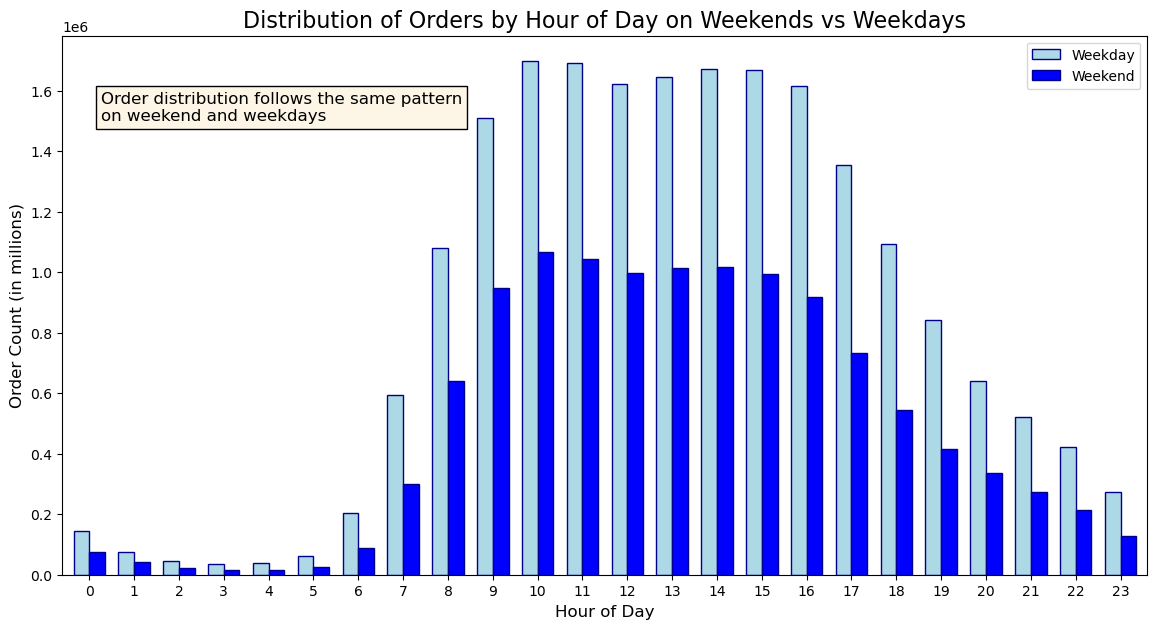 Distribution of Orders by Hour of Day on Weekends vs Weekdays
1e6
Weekday
Weekend
Order distribution follows the same pattern
on weekend and weekdays
Order Count (in millions)
1.6
1.4
1.2
1.0
0.8
0.6
0.4
0.2
0.0
0 1 2 3 4 5 6 7 8 9 10 11 12 13 14 15 16 17 18 19 20 21 22 23
Hour of Day